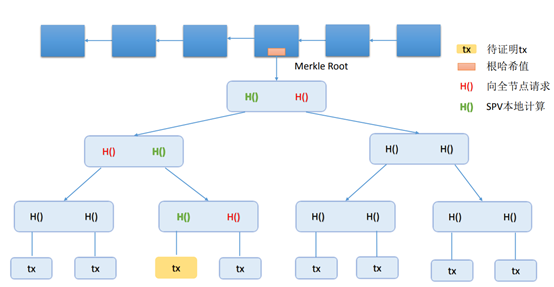 tx 待证明tx
根哈希值
Merkle Root
H() 向全节点请求
H() H()
H() SPV本地计算
H() H() H() H()
H() H() H() H() H() H() H() H()
tx tx tx tx tx tx tx tx